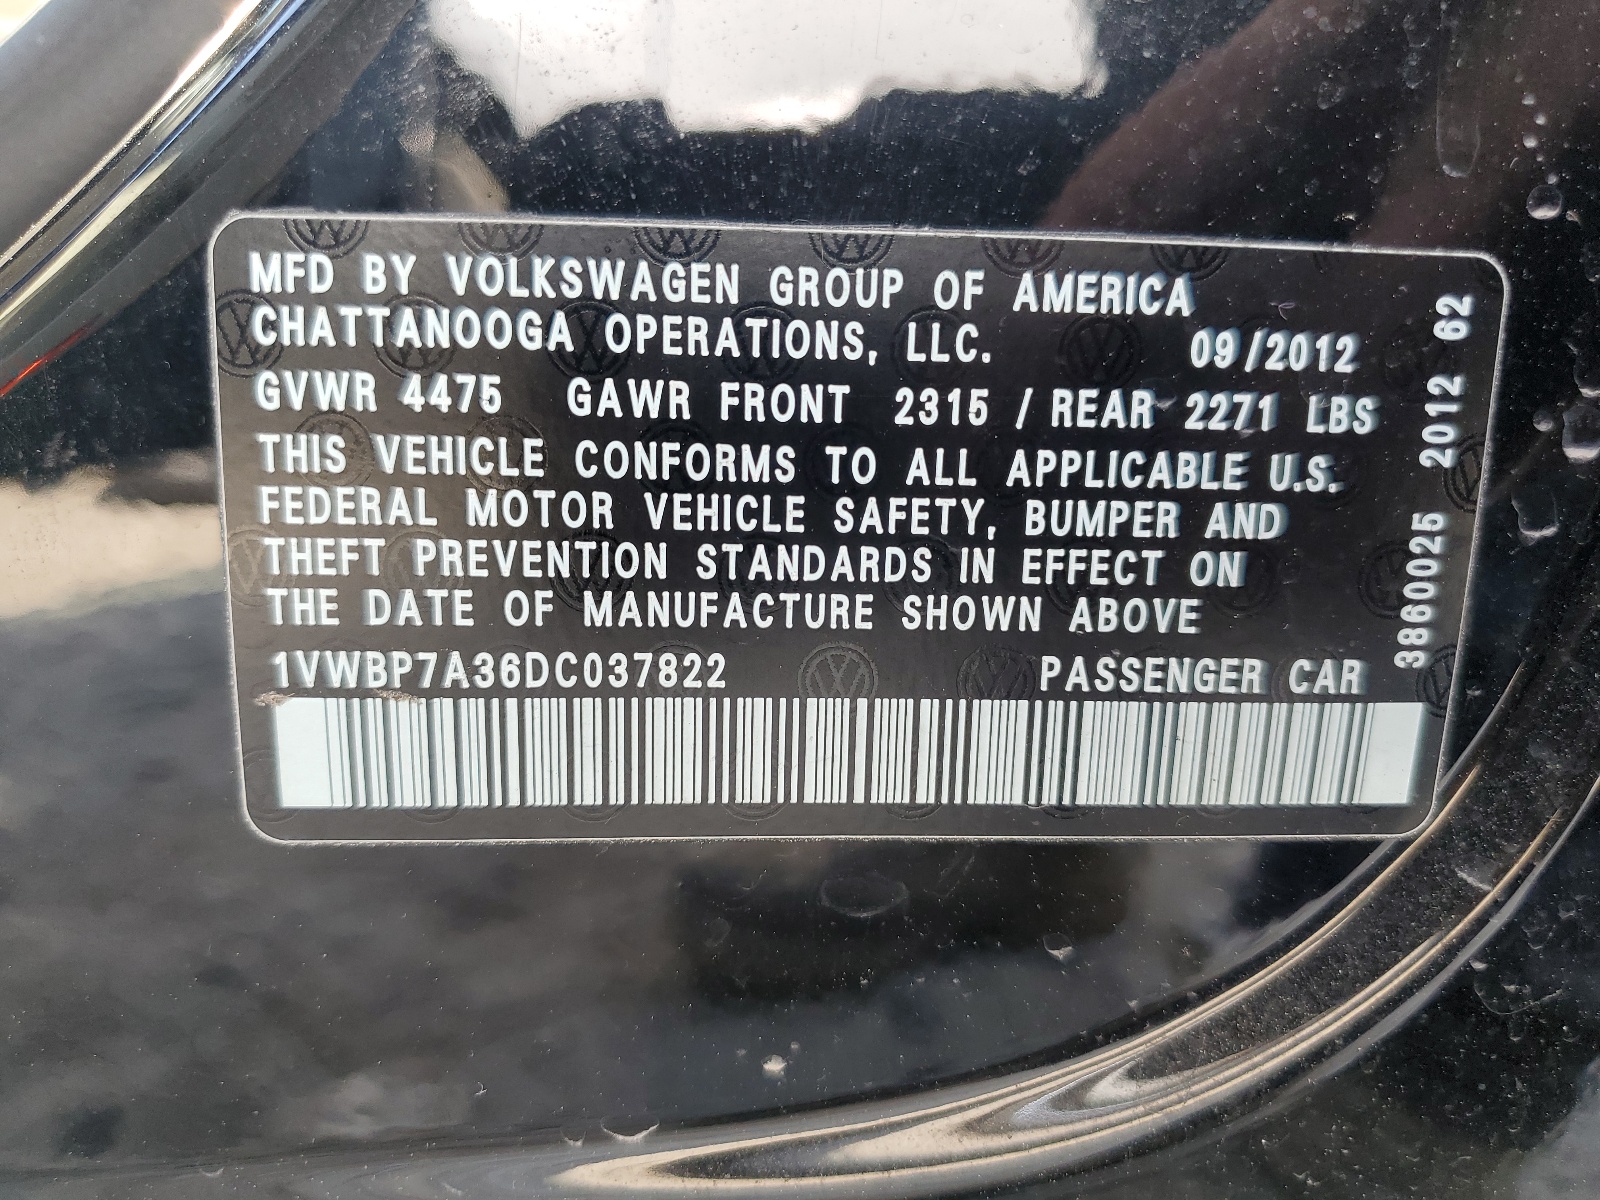 MFD BY VOLKSWAGEN GROUP OF AMERICA
CHATTANOOGA OPERATIONS, LLC. 09/2012
GVWR 4475 GAWR FRONT 2315 / REAR 2271 LBS
THIS VEHICLE CONFORMS TO ALL APPLICABLE U.S.
FEDERAL MOTOR VEHICLE SAFETY, BUMPER AND
THEFT PREVENTION STANDARDS IN EFFECT ON
THE DATE OF MANUFACTURE SHOWN ABOVE
1VWBP7A36DC037822 PASSENGER CAR
3860025 2012 62